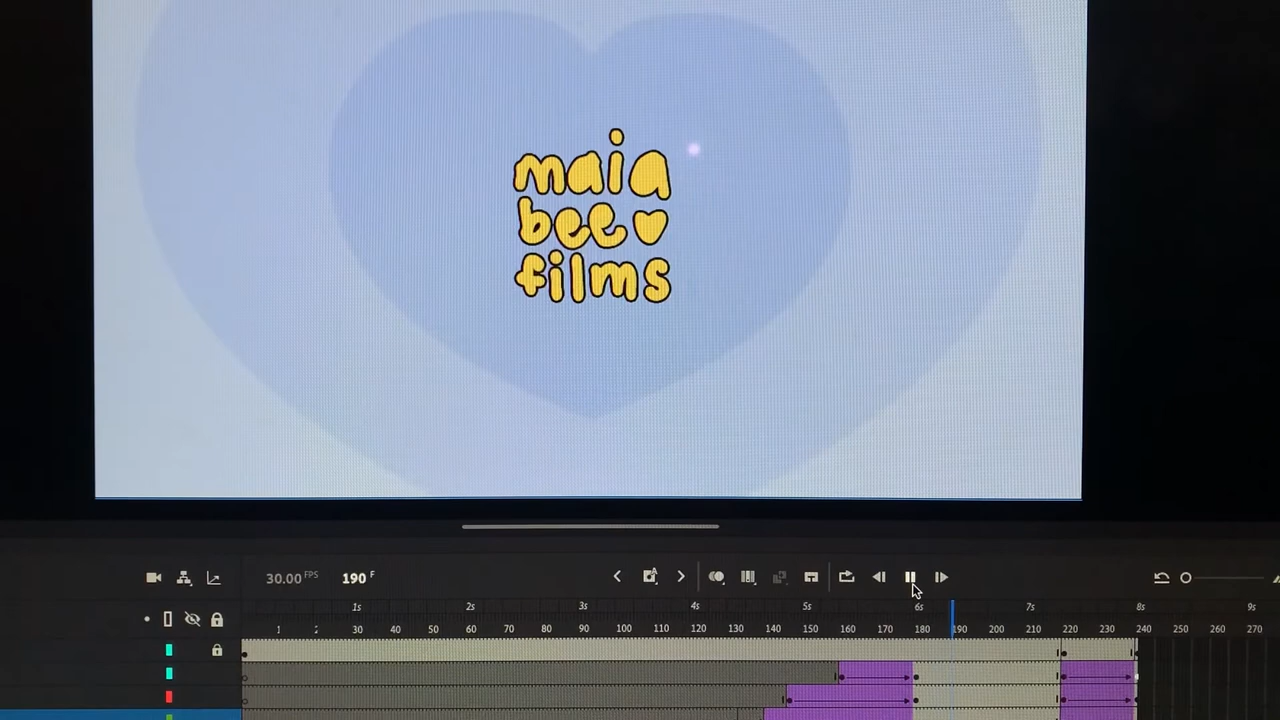 maia
bee
films
30.00 FPS 190 F
1s 2s 3s 4s 5s 6s 7s 8s 9s
30 40 50 60 70 80 90 100 110 120 130 140 150 160 170 180 190 200 210 220 230 240 250 260 270